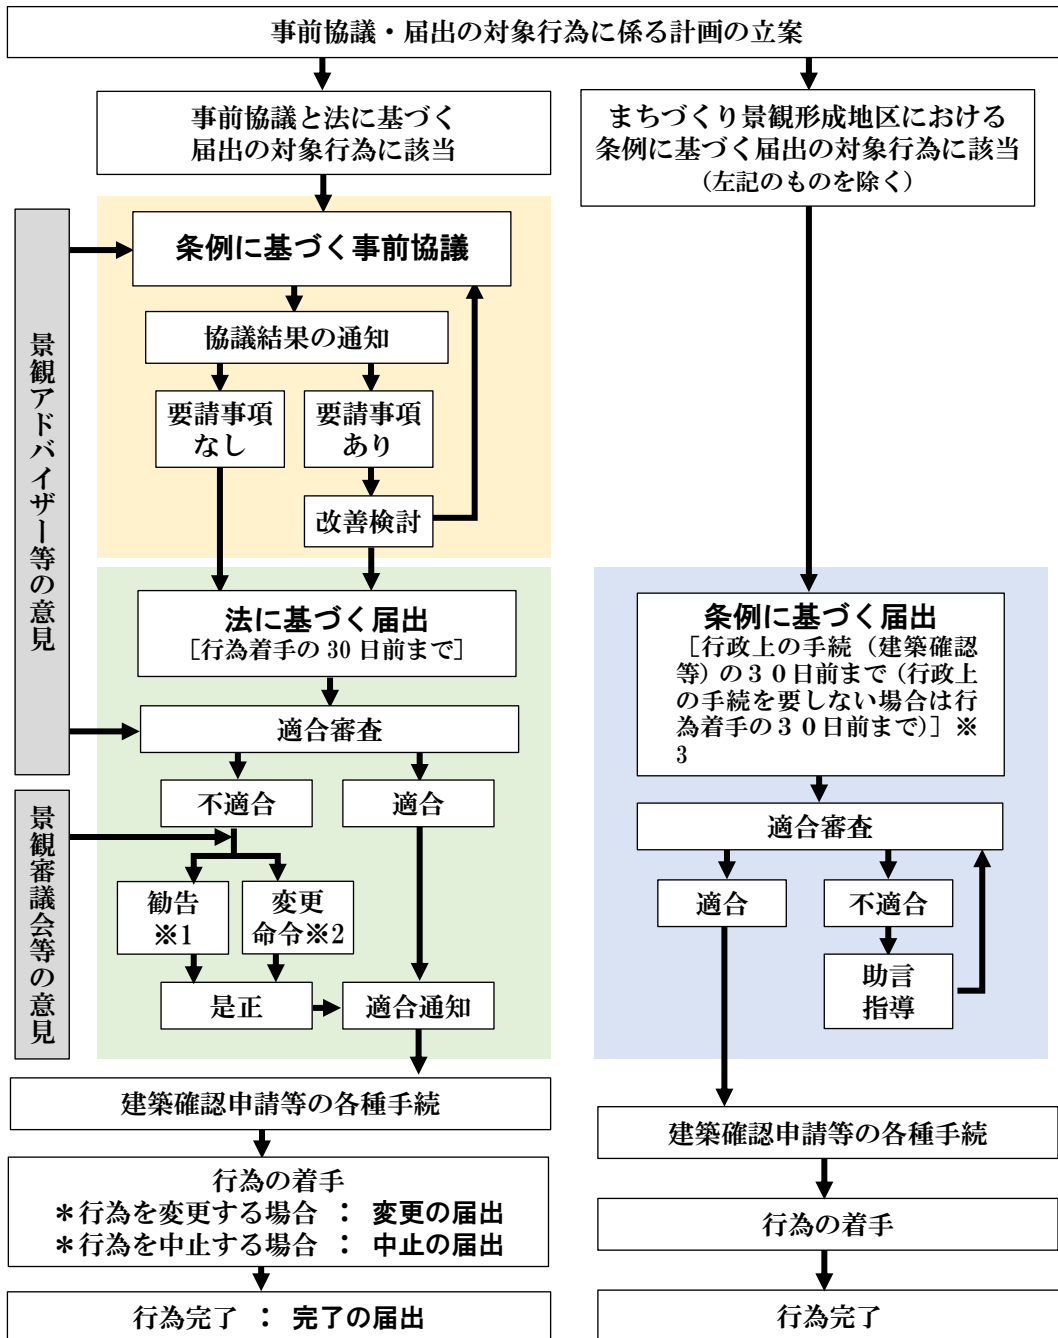 事前協議・届出の対象行為に係る計画の立案
事前協議と法に基づく
届出の対象行為に該当
まちづくり景観形成地区における
条例に基づく届出の対象行為に該当
（左記のものを除く）
景観アドバイザー等の意見
条例に基づく事前協議
協議結果の通知
要請事項
なし
要請事項
あり
改善検討
法に基づく届出
［行為着手の 30 日前まで］
適合審査
不適合
適合
景観審議会等の意見
勧告
※1
変更
命令※2
是正
適合通知
建築確認申請等の各種手続
行為の着手
＊行為を変更する場合 ： 変更の届出
＊行為を中止する場合 ： 中止の届出
行為完了 ： 完了の届出
条例に基づく届出
［行政上の手続（建築確認
等）の３０日前まで（行政上
の手続を要しない場合は行
為着手の３０日前まで）］※
3
適合審査
適合
不適合
助言
指導
建築確認申請等の各種手続
行為の着手
行為完了